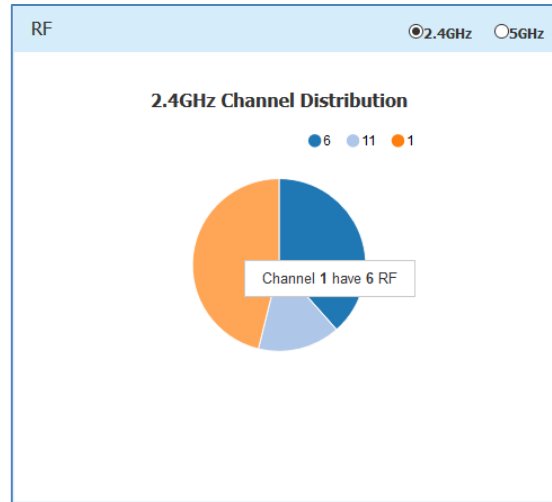 RF 2.4GHz 5GHz
2.4GHz Channel Distribution
6 11 1
Channel 1 have 6 RF